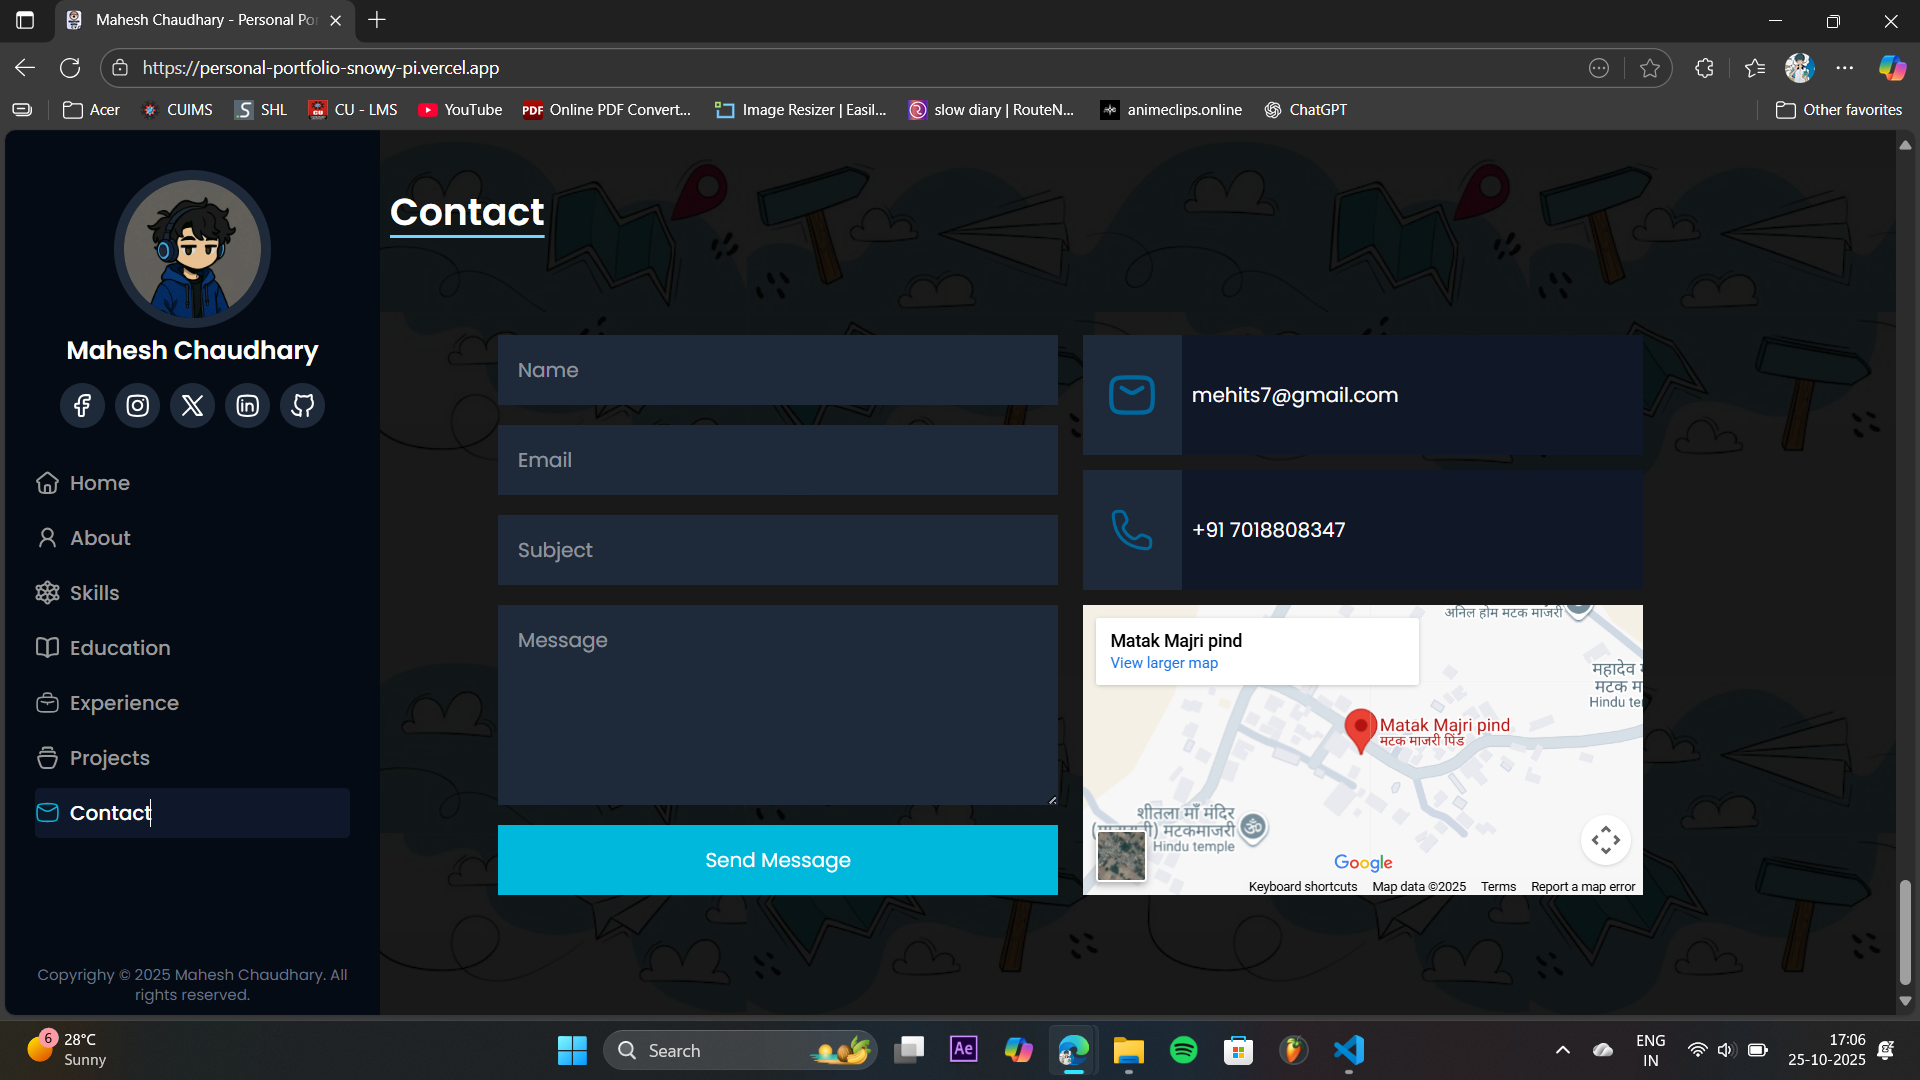 Mahesh Chaudhary - Personal Po
https://personal-portfolio-snowy-pi.vercel.app
Acer
CUIMS
SHL
CU - LMS
YouTube
PDF
Online PDF Convert...
Image Resizer | Easil...
slow diary | RouteN...
animeclips.online
ChatGPT
Other favorites
Mahesh Chaudhary
Home
About
Skills
Education
Experience
Projects
Contact
Copyrighy © 2025 Mahesh Chaudhary. All
rights reserved.
Contact
Name
Email
Subject
Message
Send Message
mehits7@gmail.com
+91 7018808347
Matak Majri pind
View larger map
अनिल होम मटक माजरी
महादेव
मटक
Hindu te
Matak Majri pind
मटक माजरी पिंड
शीतला माँ मंदिर
मटकमाजरी
Hindu temple
Google
Keyboard shortcuts
Map data ©2025
Terms
Report a map error
6
28°C
Sunny
Search
Ae
ENG
IN
17:06
25-10-2025